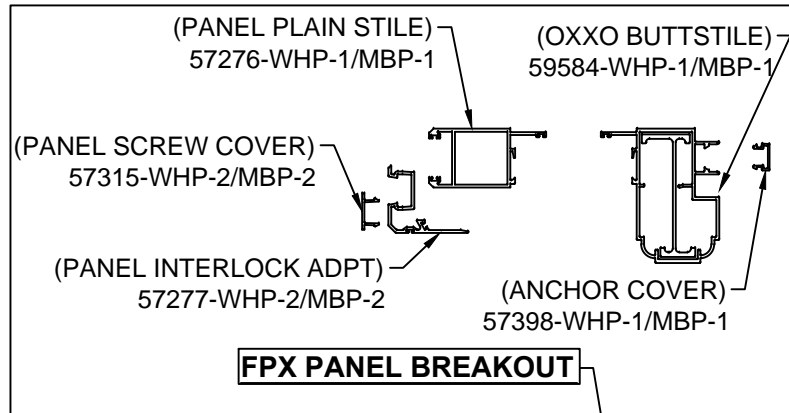 (PANEL PLAIN STILE)
57276-WHP-1/MBP-1
(OXXO BUTTSTILE)
59584-WHP-1/MBP-1
(PANEL SCREW COVER)
57315-WHP-2/MBP-2
(PANEL INTERLOCK ADPT)
57277-WHP-2/MBP-2
(ANCHOR COVER)
57398-WHP-1/MBP-1
FPX PANEL BREAKOUT